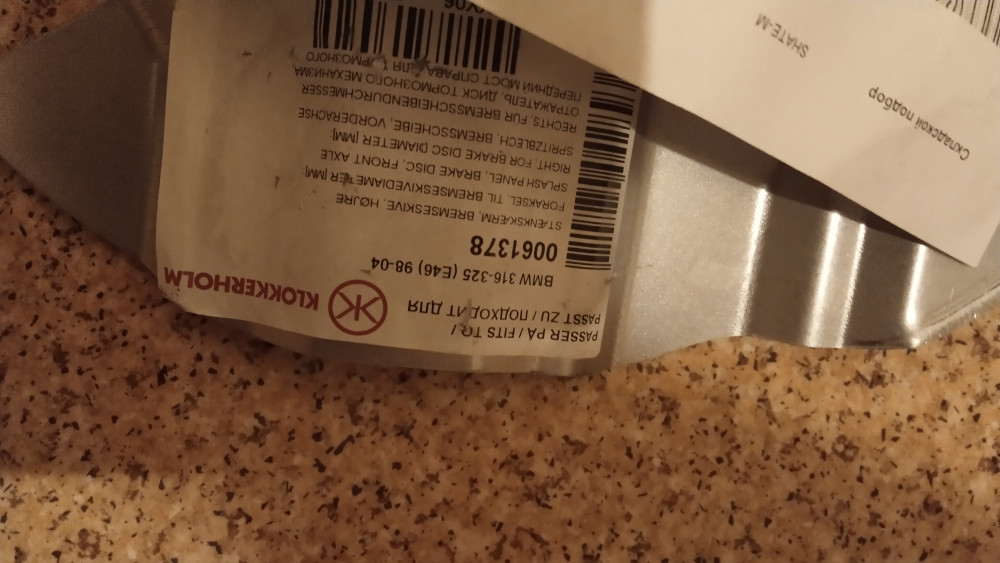 KLOKKERHOLM
PASSER PÅ / FITS TO /
PASST ZU / ПОДХОДИТ ДЛЯ
BMW 316-325 (E46) 98-04
0061378
STÆNKSKÆRM, BREMSESKIVE, HØJRE
FORAKSEL, TIL BREMSESKIVEDIAMETER [MM]:
SPLASH PANEL, BRAKE DISC, FRONT AXLE
RIGHT, FOR BRAKE DISC DIAMETER [MM]:
SPRITZBLECH, BREMSSCHEIBE, VORDERACHSE
RECHTS, FÜR BREMSSCHEIBENDURCHMESSER
ОТРАЖАТЕЛЬ, ДИСК ТОРМОЗНОГО МЕХАНИЗМА
ПЕРЕДНИЙ МОСТ СПРАВА ДЛЯ ТОРМОЗНОГО
SHATE-M
Складской подбор